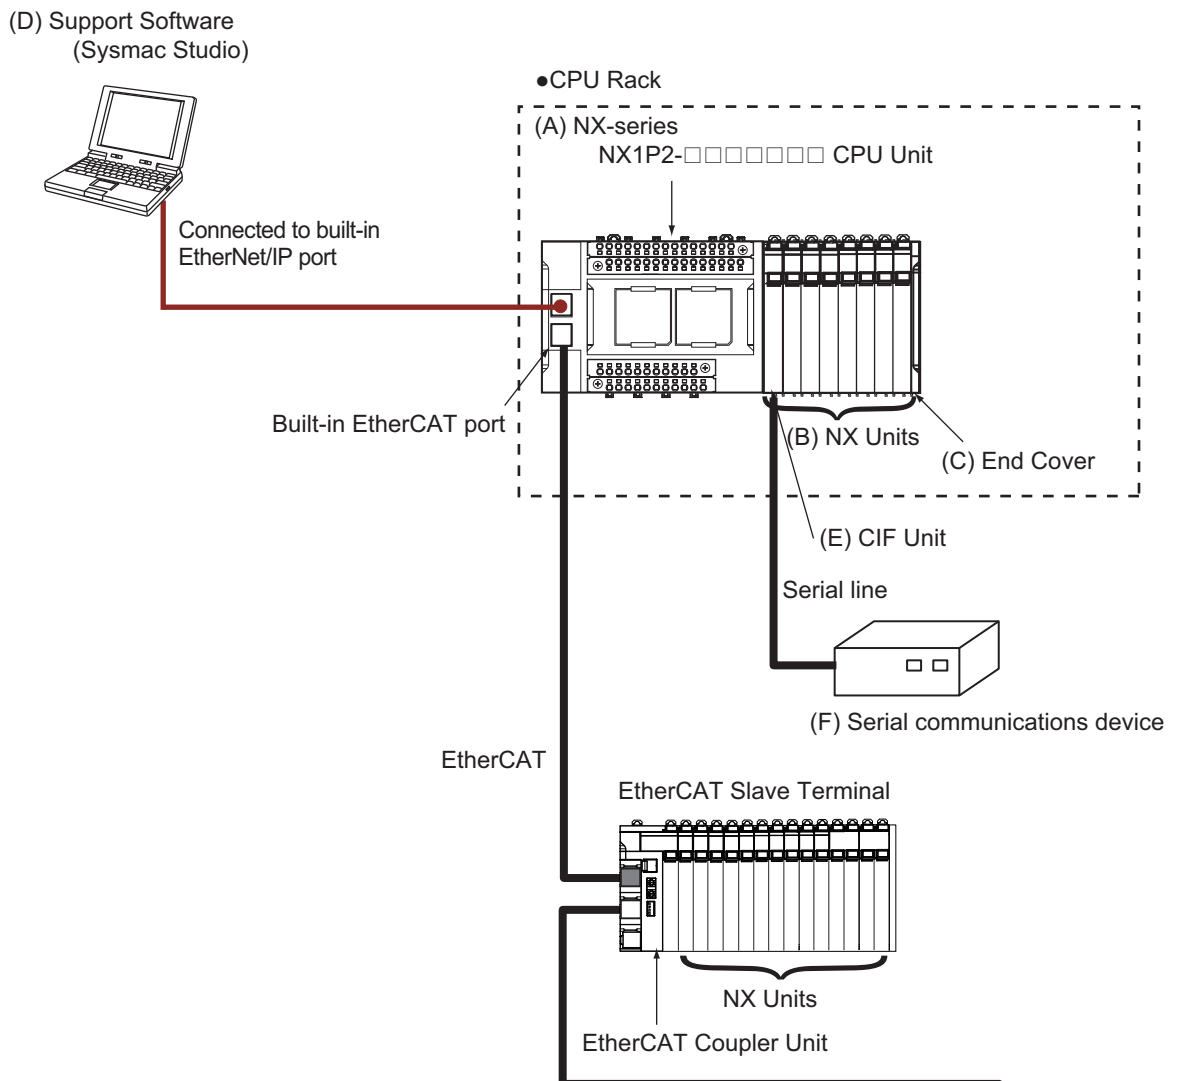 (D) Support Software
(Sysmac Studio)
●CPU Rack
(A) NX-series
NX1P2-□□□□□□□ CPU Unit
Connected to built-in
EtherNet/IP port
Built-in EtherCAT port
(B) NX Units
(C) End Cover
(E) CIF Unit
Serial line
(F) Serial communications device
EtherCAT
EtherCAT Slave Terminal
NX Units
EtherCAT Coupler Unit